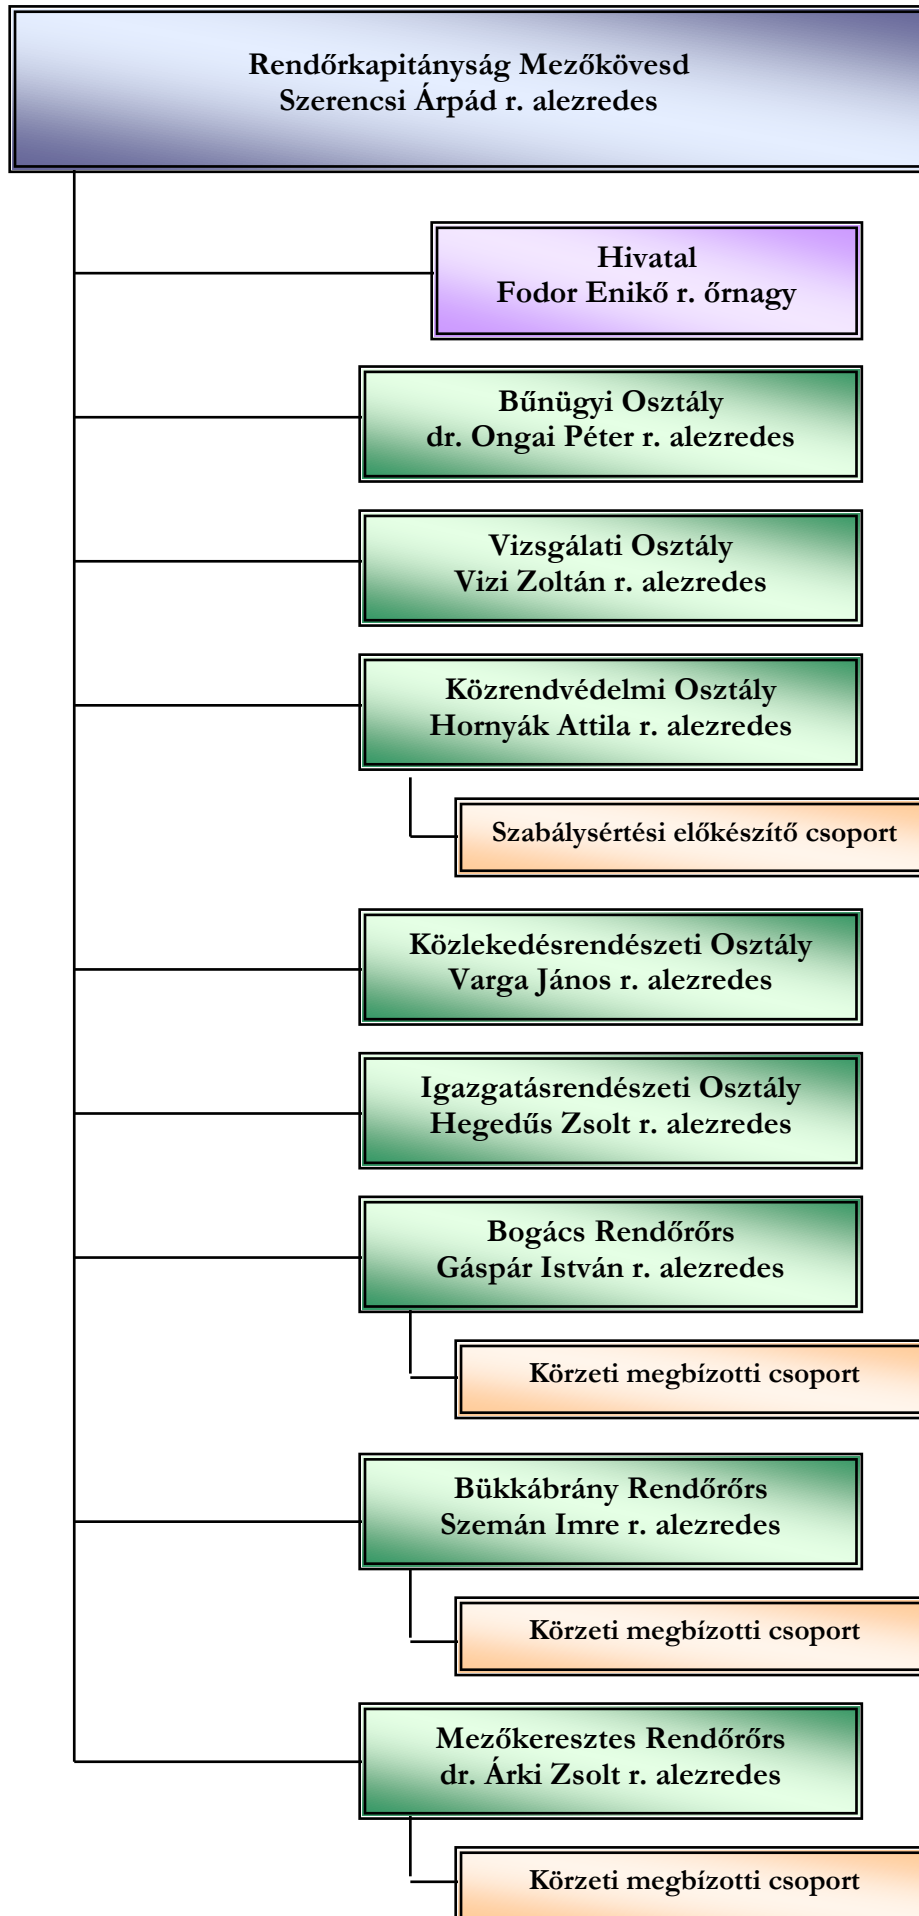 Rendőrkapitányság Mezőkövesd
Szerencsi Árpád r. alezredes
Hivatal
Fodor Enikő r. őrnagy
Bűnügyi Osztály
dr. Ongai Péter r. alezredes
Vizsgálati Osztály
Vizi Zoltán r. alezredes
Közrendvédelmi Osztály
Hornyák Attila r. alezredes
Szabálysértési előkészítő csoport
Közlekedésrendészeti Osztály
Varga János r. alezredes
Igazgatásrendészeti Osztály
Hegedűs Zsolt r. alezredes
Bogács Rendőrőrs
Gáspár István r. alezredes
Körzeti megbízotti csoport
Bükkábrány Rendőrőrs
Szemán Imre r. alezredes
Körzeti megbízotti csoport
Mezőkeresztes Rendőrőrs
dr. Árki Zsolt r. alezredes
Körzeti megbízotti csoport